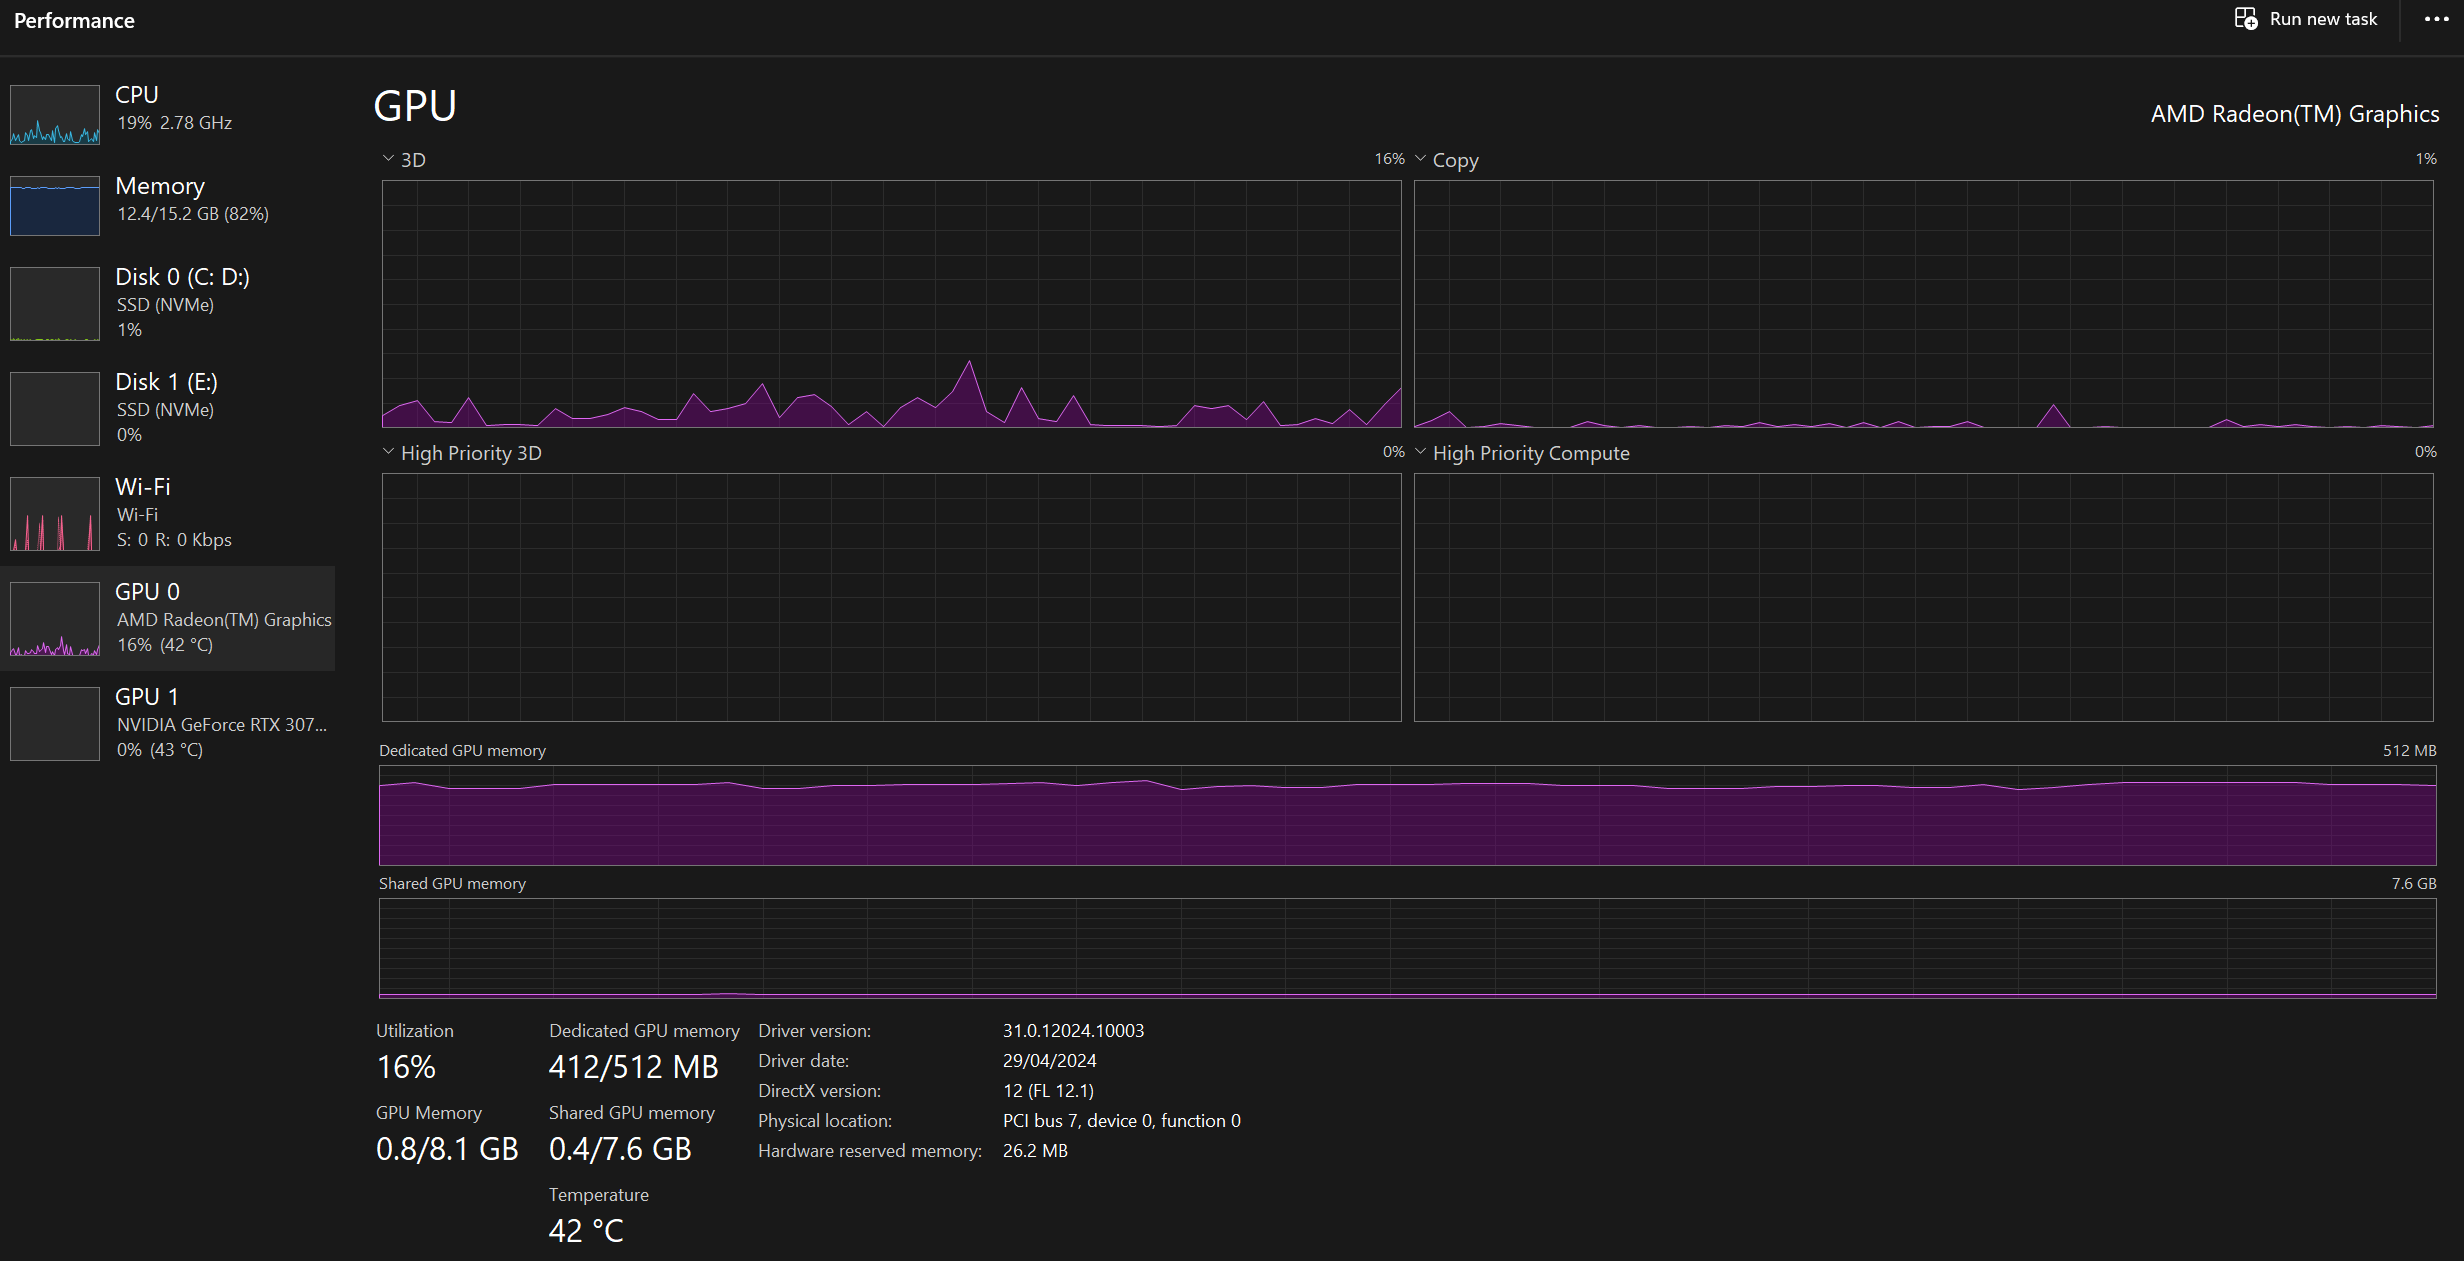 Performance
Run new task
CPU
19% 2.78 GHz
Memory
12.4/15.2 GB (82%)
Disk 0 (C: D:)
SSD (NVMe)
1%
Disk 1 (E:)
SSD (NVMe)
0%
Wi-Fi
Wi-Fi
S: 0 R: 0 Kbps
GPU 0
AMD Radeon(TM) Graphics
16% (42 °C)
GPU 1
NVIDIA GeForce RTX 307...
0% (43 °C)
GPU
AMD Radeon(TM) Graphics
3D 16%
Copy 1%
High Priority 3D 0%
High Priority Compute 0%
Dedicated GPU memory 512 MB
Shared GPU memory 7.6 GB
Utilization
16%
Dedicated GPU memory
412/512 MB
GPU Memory
0.8/8.1 GB
Shared GPU memory
0.4/7.6 GB
Temperature
42 °C
Driver version: 31.0.12024.10003
Driver date: 29/04/2024
DirectX version: 12 (FL 12.1)
Physical location: PCI bus 7, device 0, function 0
Hardware reserved memory: 26.2 MB